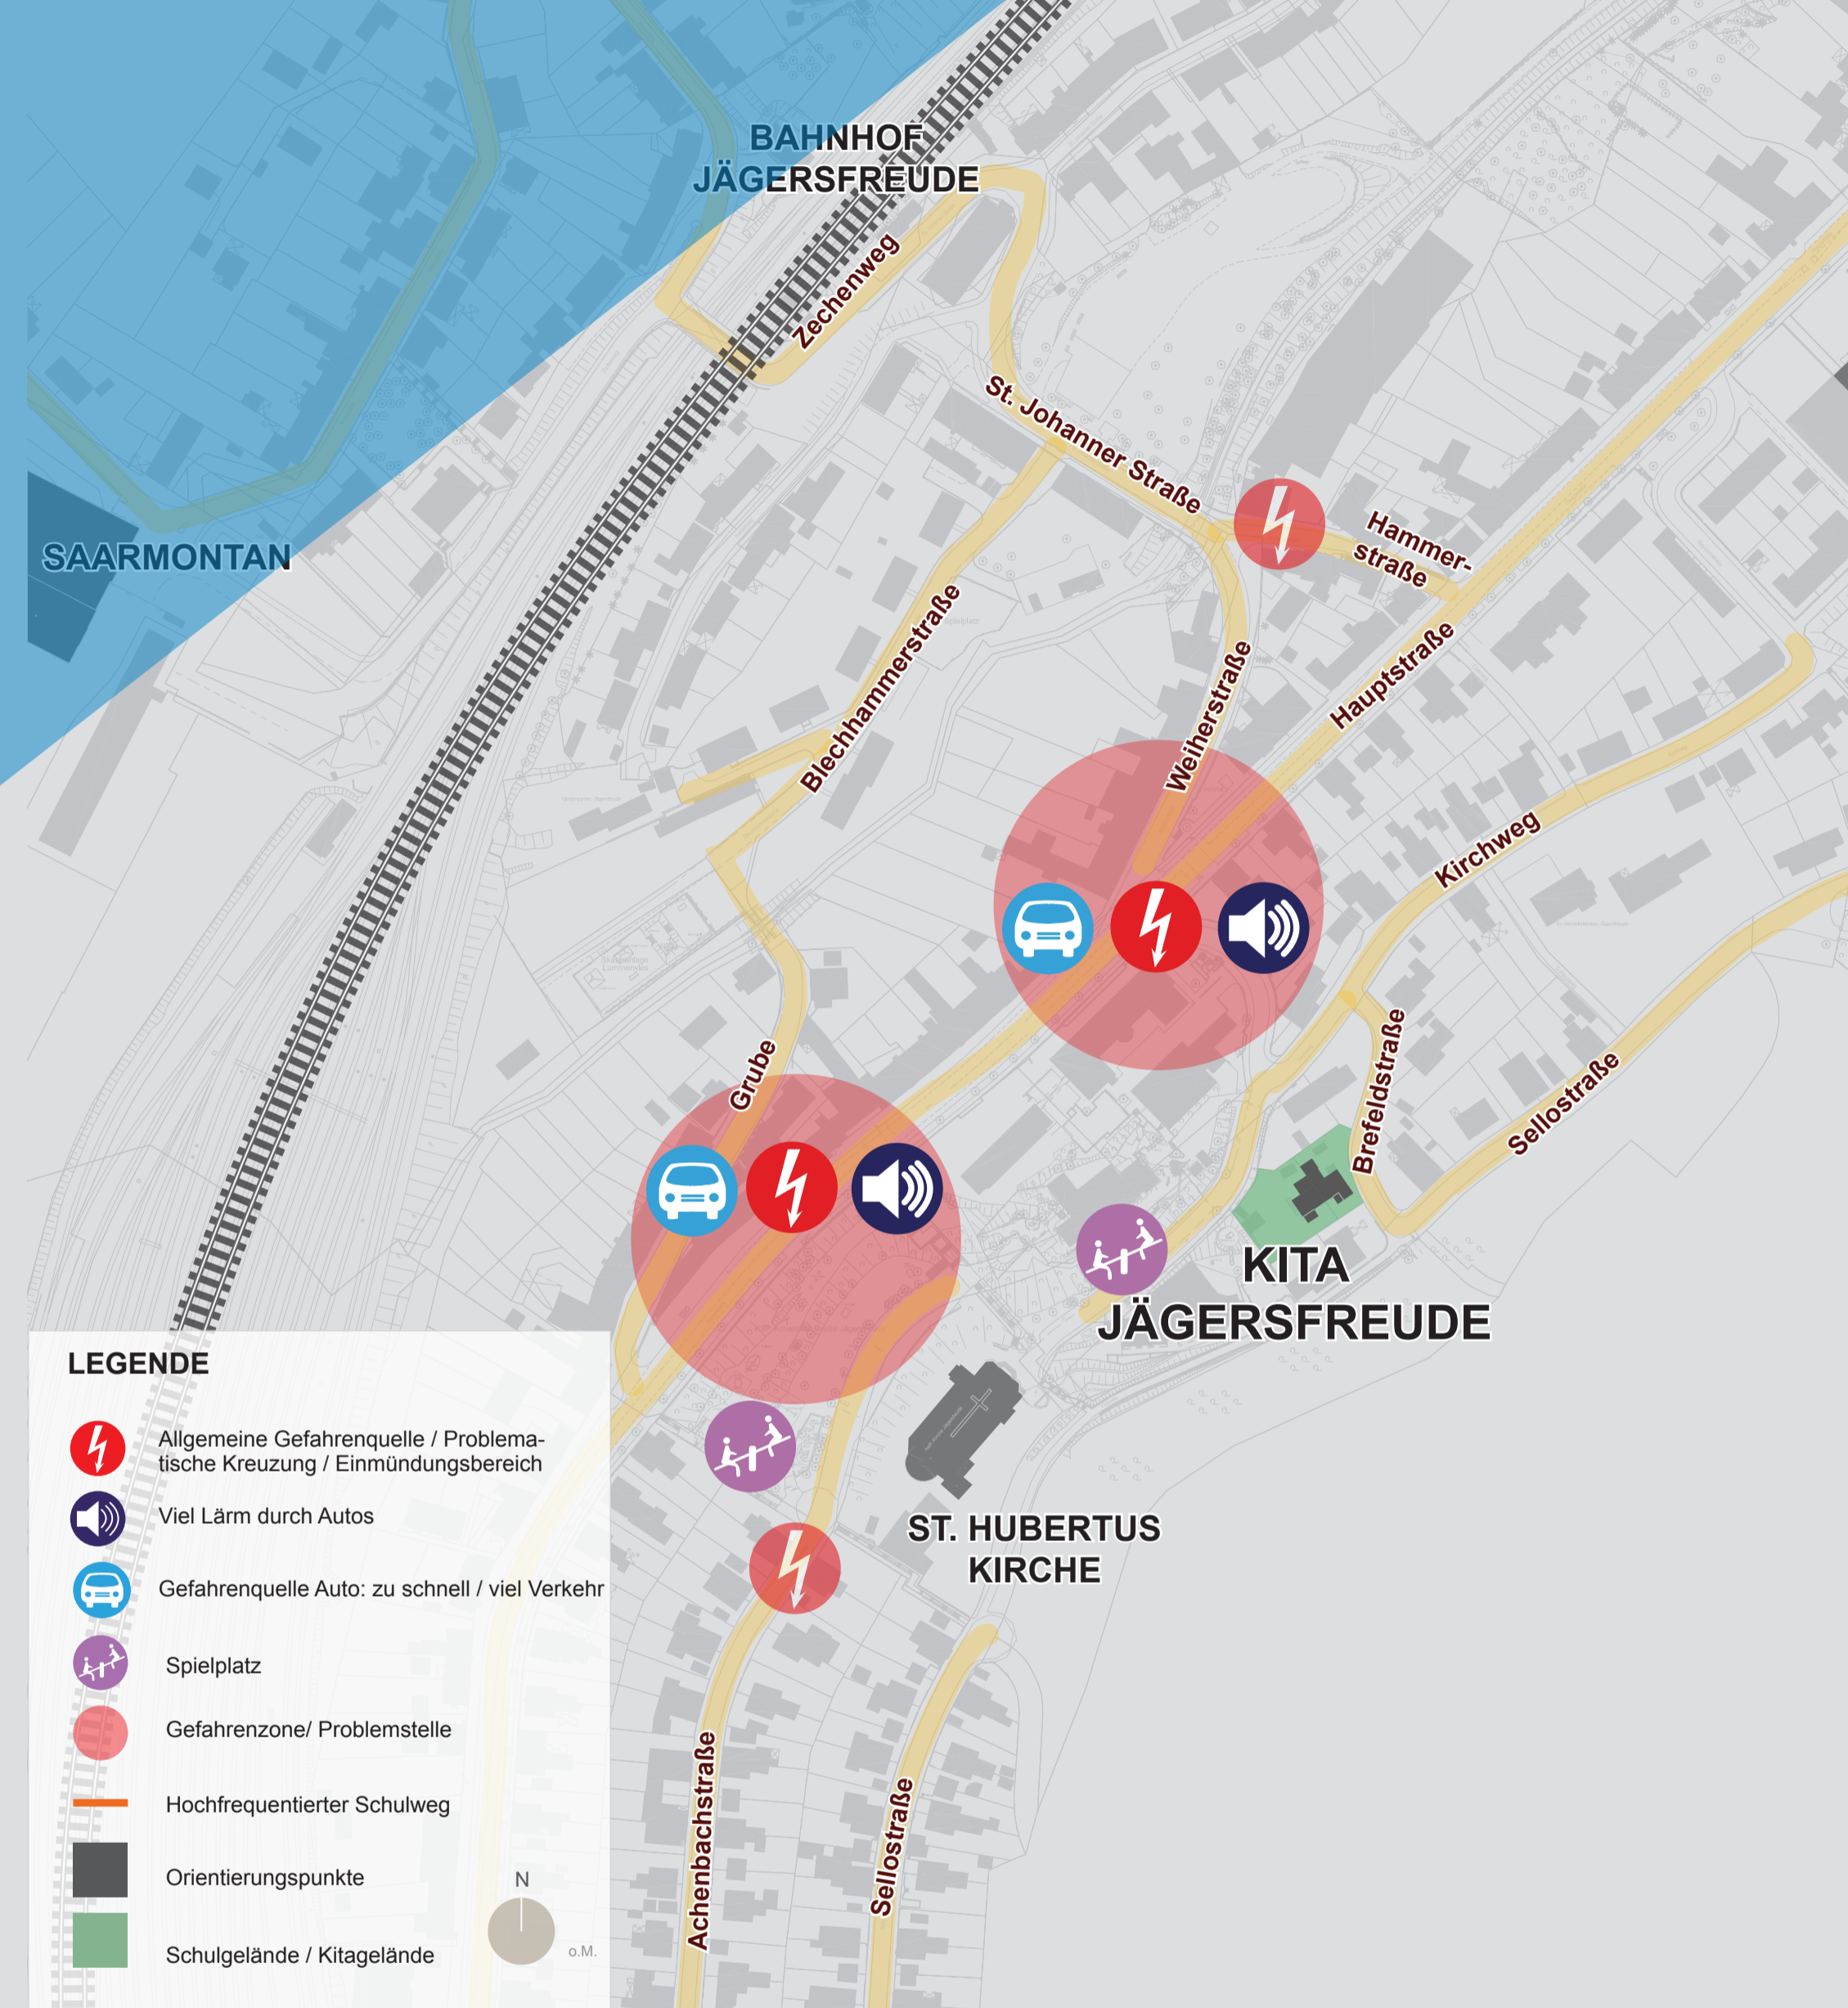 BAHNHOF
JÄGERSFREUDE
Zechenweg
St. Johanner Straße
SAARMONTAN
Hammer-
straße
Blechhammerstraße
Weiherstraße
Hauptstraße
Kirchweg
Grube
Brefeldstraße
Sellostraße
KITA
JÄGERSFREUDE
ST. HUBERTUS
KIRCHE
Achenbachstraße
Sellostraße
LEGENDE
Allgemeine Gefahrenquelle / Problema-
tische Kreuzung / Einmündungsbereich
Viel Lärm durch Autos
Gefahrenquelle Auto: zu schnell / viel Verkehr
Spielplatz
Gefahrenzone/ Problemstelle
Hochfrequentierter Schulweg
Orientierungspunkte
Schulgelände / Kitagelände
N
o.M.